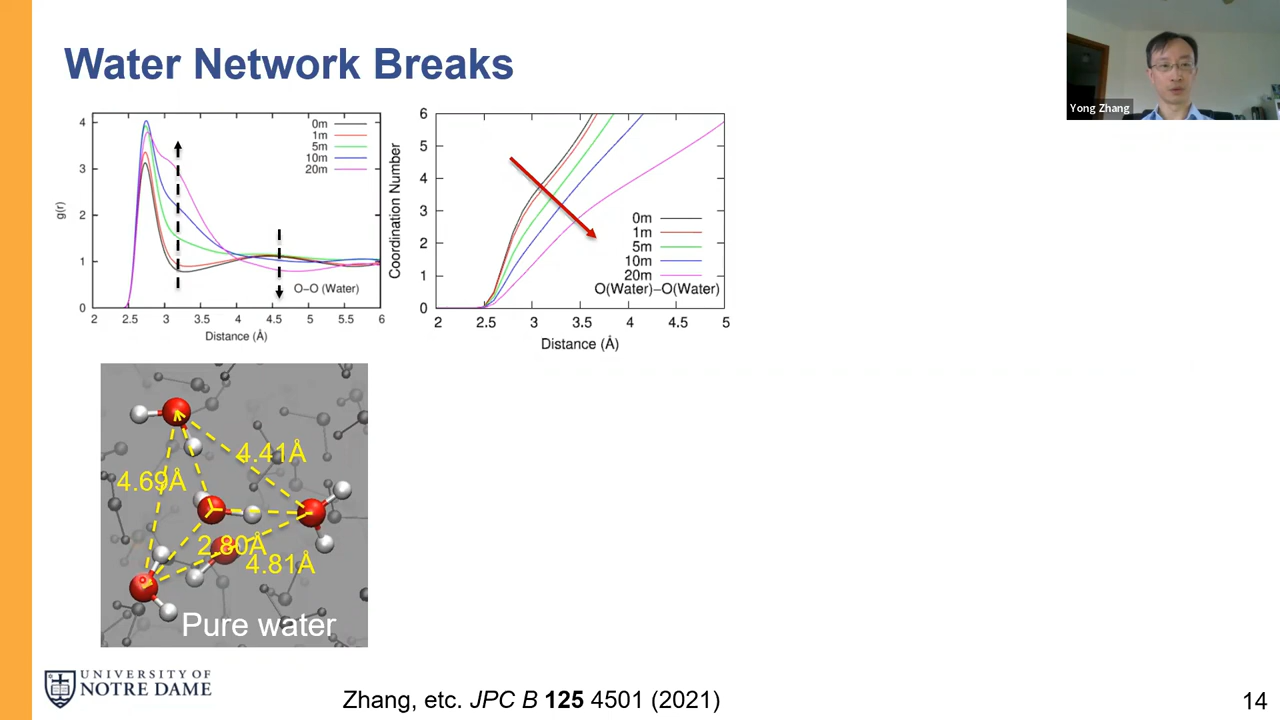 Water Network Breaks
Yong Zhang
4
3
2
1
0
g(r)
0m
1m
5m
10m
20m
O−O (Water)
2 2.5 3 3.5 4 4.5 5 5.5 6
Distance (Å)
6
5
4
3
2
1
0
Coordination Number
0m
1m
5m
10m
20m
O(Water)−O(Water)
2 2.5 3 3.5 4 4.5 5
Distance (Å)
4.41Å
4.69Å
2.80Å
4.81Å
Pure water
UNIVERSITY OF
NOTRE DAME
Zhang, etc. JPC B 125 4501 (2021)
14